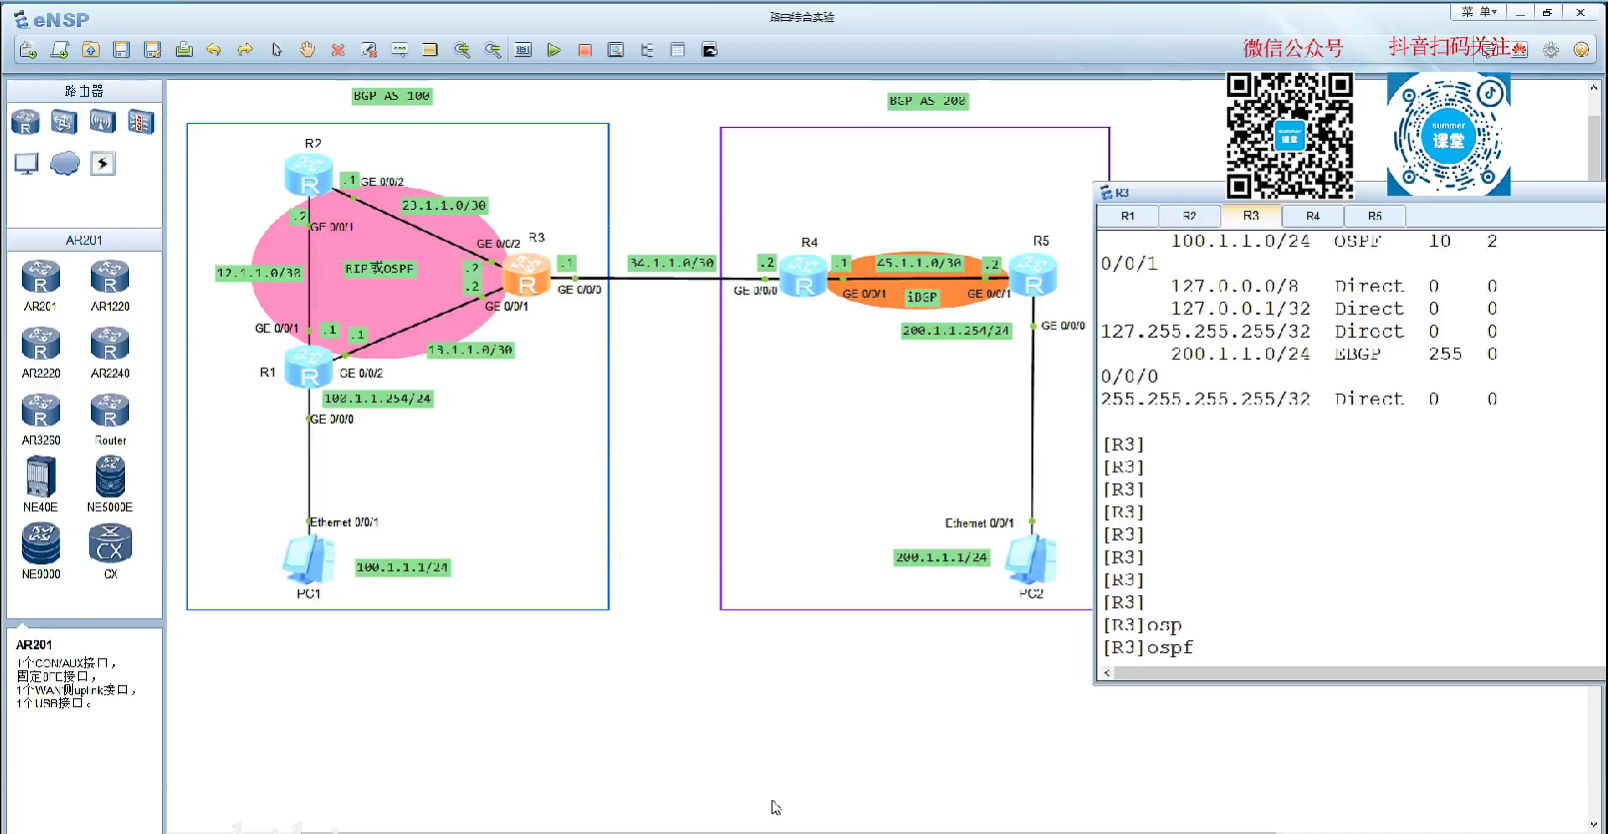 eNSP
路由综合实验
菜 单
微信公众号
抖音扫码关注
路由器
AR201
AR201
AR1220
AR2220
AR2240
AR3260
Router
NE40E
NE5000E
NE9000
CX
CX
AR201
1个CON/AUX接口，
固定8FE接口，
1个WAN侧uplink接口，
1个USB接口。
BGP AS 100
R2
.1
GE 0/0/2
23.1.1.0/30
.2
GE 0/0/1
GE 0/0/2
R3
12.1.1.0/30
RIP或OSPF
.2
.2
.1
GE 0/0/0
GE 0/0/1
GE 0/0/1
.1
.1
13.1.1.0/30
R1
GE 0/0/2
100.1.1.254/24
GE 0/0/0
Ethernet 0/0/1
100.1.1.1/24
PC1
34.1.1.0/30
BGP AS 200
R4
.2
GE 0/0/0
.1
45.1.1.0/30
.2
R5
GE 0/0/1
iBGP
GE 0/0/1
200.1.1.254/24
GE 0/0/0
Ethernet 0/0/1
200.1.1.1/24
PC2
summer
课堂
summer
课堂
R3
R1
R2
R3
R4
R5
100.1.1.0/24 OSPF 10 2
0/0/1
127.0.0.0/8 Direct 0 0
127.0.0.1/32 Direct 0 0
127.255.255.255/32 Direct 0 0
200.1.1.0/24 EBGP 255 0
0/0/0
255.255.255.255/32 Direct 0 0
[R3]
[R3]
[R3]
[R3]
[R3]
[R3]
[R3]
[R3]
[R3]osp
[R3]ospf